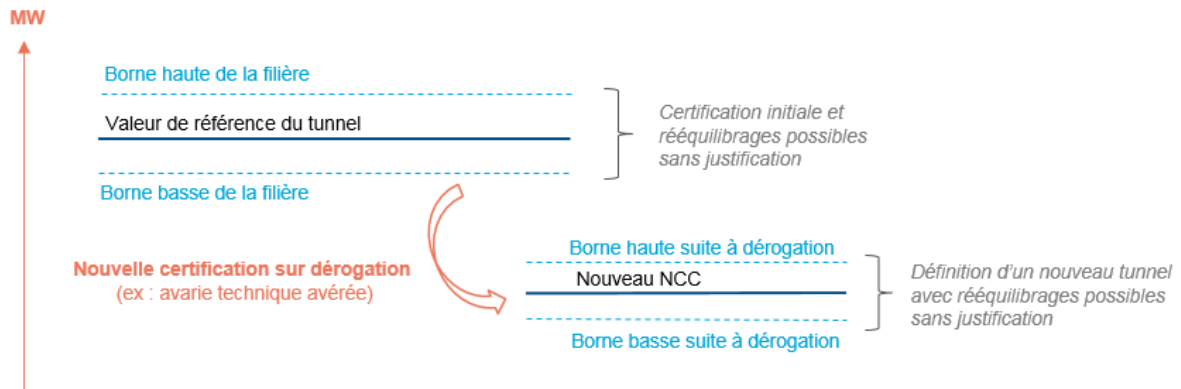 MW
Borne haute de la filière
Valeur de référence du tunnel
Borne basse de la filière
Certification initiale et
rééquilibrages possibles
sans justification
Nouvelle certification sur dérogation
(ex : avarie technique avérée)
Borne haute suite à dérogation
Nouveau NCC
Borne basse suite à dérogation
Définition d’un nouveau tunnel
avec rééquilibrages possibles
sans justification